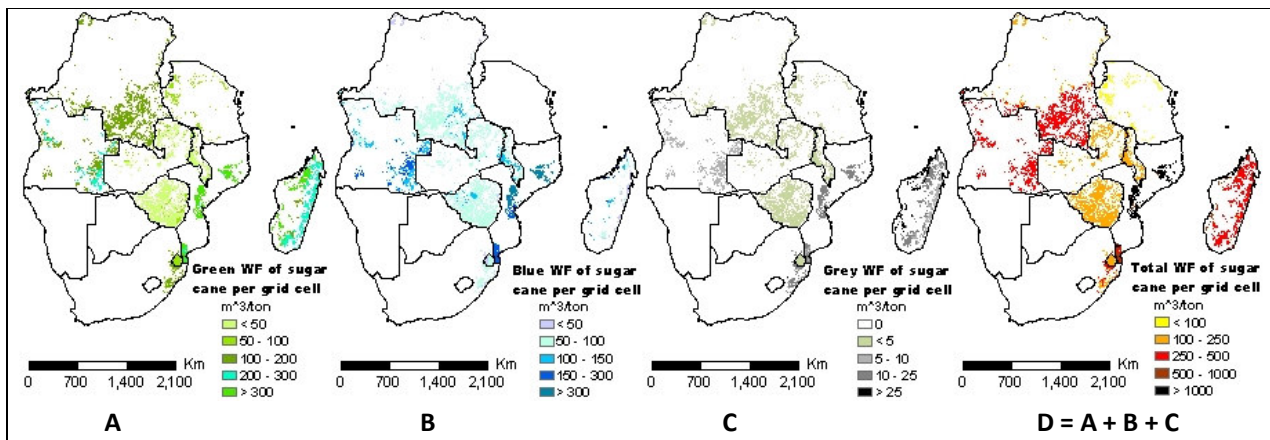 Green WF of sugar
cane per grid cell
m^3/ton
< 50
50 - 100
100 - 200
200 - 300
> 300
Km
0 700 1,400 2,100
A
Blue WF of sugar
cane per grid cell
m^3/ton
< 50
50 - 100
100 - 150
150 - 300
> 300
Km
0 700 1,400 2,100
B
Grey WF of sugar
cane per grid cell
m^3/ton
0
< 5
5 - 10
10 - 25
> 25
Km
0 700 1,400 2,100
C
Total WF of sugar
cane per grid cell
m^3/ton
< 100
100 - 250
250 - 500
500 - 1000
> 1000
Km
0 700 1,400 2,100
D = A + B + C